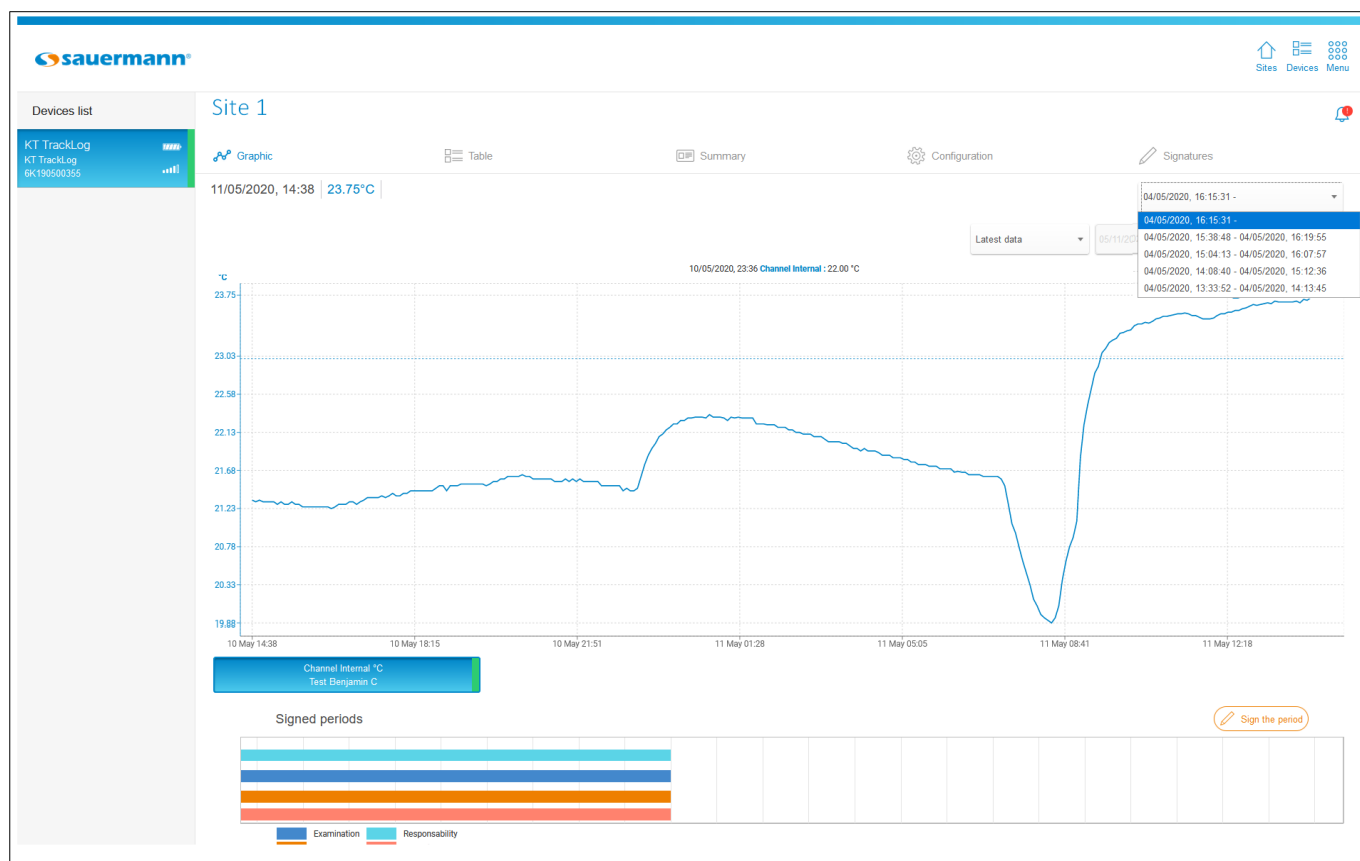 sauermann®
Sites Devices Menu
Devices list
Site 1
!
KT TrackLog
KT TrackLog
6K190500355
Graphic
Table
Summary
Configuration
Signatures
11/05/2020, 14:38 23.75°C
04/05/2020, 16:15:31 -
04/05/2020, 16:15:31 -
04/05/2020, 15:38:48 - 04/05/2020, 16:19:55
04/05/2020, 15:04:13 - 04/05/2020, 16:07:57
04/05/2020, 14:08:40 - 04/05/2020, 15:12:36
04/05/2020, 13:33:52 - 04/05/2020, 14:13:45
Latest data
10/05/2020, 23:36 Channel Internal : 22.00 °C
°C
23.75
23.03
22.58
22.13
21.68
21.23
20.78
20.33
19.88
10 May 14:38 10 May 18:15 10 May 21:51 11 May 01:28 11 May 05:05 11 May 08:41 11 May 12:18
Channel Internal °C
Test Benjamin C
Signed periods
Sign the period
Examination Responsability